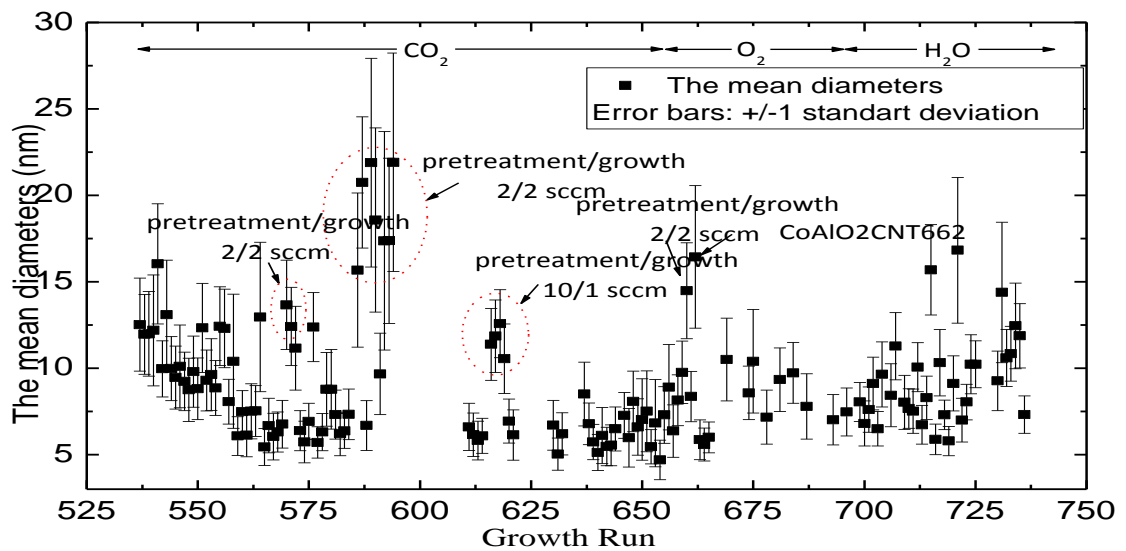 30
25
20
15
10
5
The mean diameters (nm)
CO2
O2
H2O
The mean diameters
Error bars: +/-1 standart deviation
pretreatment/growth
2/2 sccm
pretreatment/growth
2/2 sccm
pretreatment/growth
2/2 sccm
CoAlO2CNT662
pretreatment/growth
10/1 sccm
525 550 575 600 625 650 675 700 725 750
Growth Run